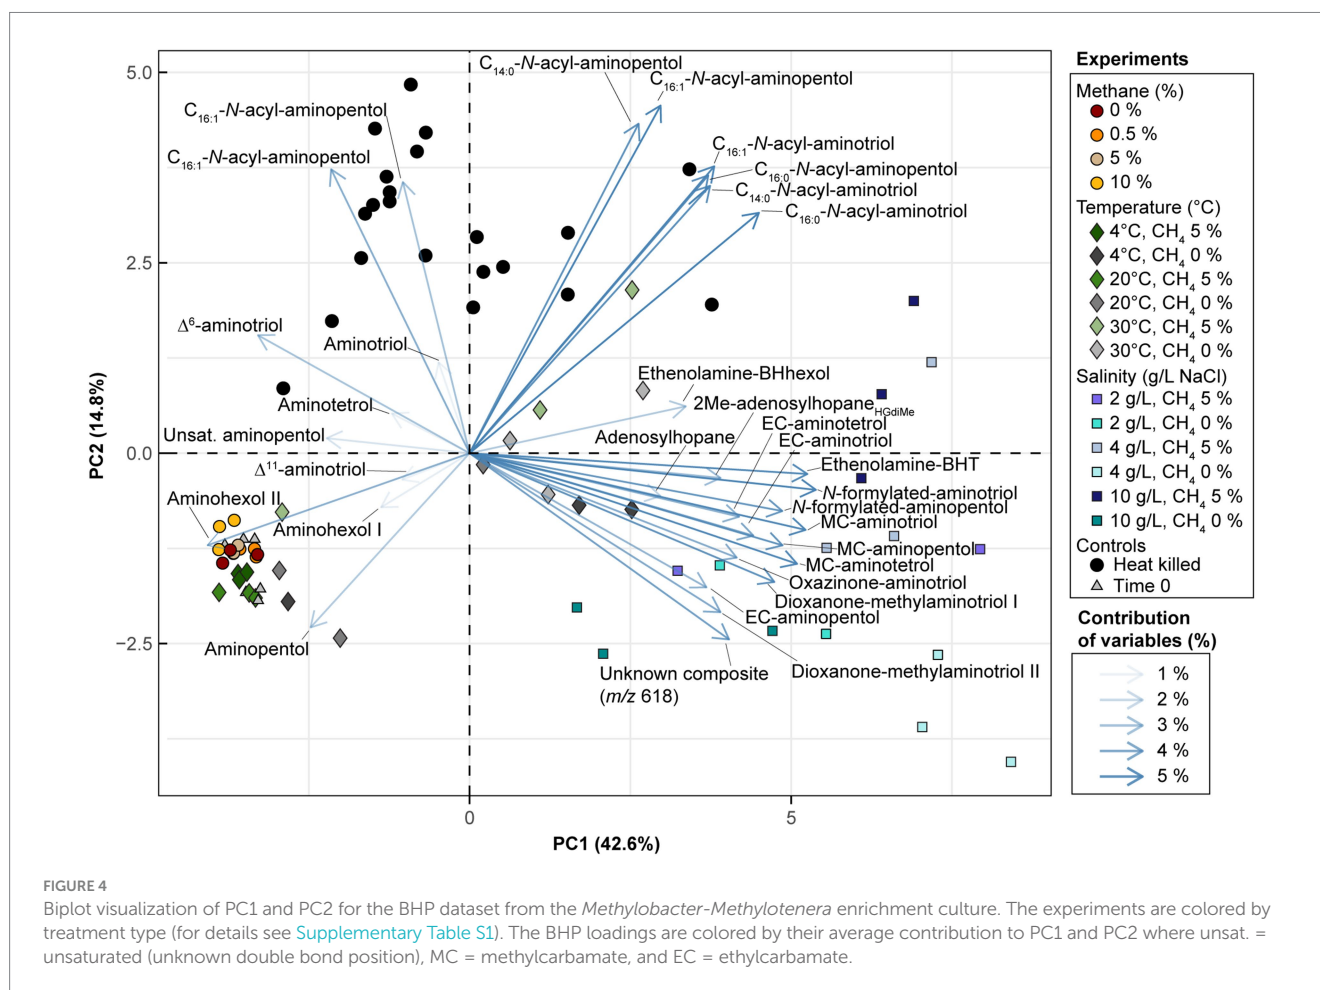 5.0
2.5
0.0
−2.5
0
5
PC2 (14.8%)
PC1 (42.6%)
C14:0-N-acyl-aminopentol
C16:1-N-acyl-aminopentol
C16:1-N-acyl-aminopentol
C16:1-N-acyl-aminopentol
C16:1-N-acyl-aminotriol
C16:0-N-acyl-aminopentol
C14:0-N-acyl-aminotriol
C16:0-N-acyl-aminotriol
Δ6-aminotriol
Aminotriol
Aminotetrol
Unsat. aminopentol
Δ11-aminotriol
Aminohexol II
Aminohexol I
Aminopentol
Ethenolamine-BHhexol
2Me-adenosylhopaneHGdiMe
EC-aminotetrol
Adenosylhopane
EC-aminotriol
Ethenolamine-BHT
N-formylated-aminotriol
N-formylated-aminopentol
MC-aminotriol
MC-aminopentol
MC-aminotetrol
Oxazinone-aminotriol
Dioxanone-methylaminotriol I
EC-aminopentol
Dioxanone-methylaminotriol II
Unknown composite
(m/z 618)
Experiments
Methane (%)
0 %
0.5 %
5 %
10 %
Temperature (°C)
4°C, CH4 5 %
4°C, CH4 0 %
20°C, CH4 5 %
20°C, CH4 0 %
30°C, CH4 5 %
30°C, CH4 0 %
Salinity (g/L NaCl)
2 g/L, CH4 5 %
2 g/L, CH4 0 %
4 g/L, CH4 5 %
4 g/L, CH4 0 %
10 g/L, CH4 5 %
10 g/L, CH4 0 %
Controls
Heat killed
Time 0
Contribution
of variables (%)
1 %
2 %
3 %
4 %
5 %
FIGURE 4
Biplot visualization of PC1 and PC2 for the BHP dataset from the Methylobacter-Methylotenera enrichment culture. The experiments are colored by
treatment type (for details see Supplementary Table S1). The BHP loadings are colored by their average contribution to PC1 and PC2 where unsat. =
unsaturated (unknown double bond position), MC = methylcarbamate, and EC = ethylcarbamate.